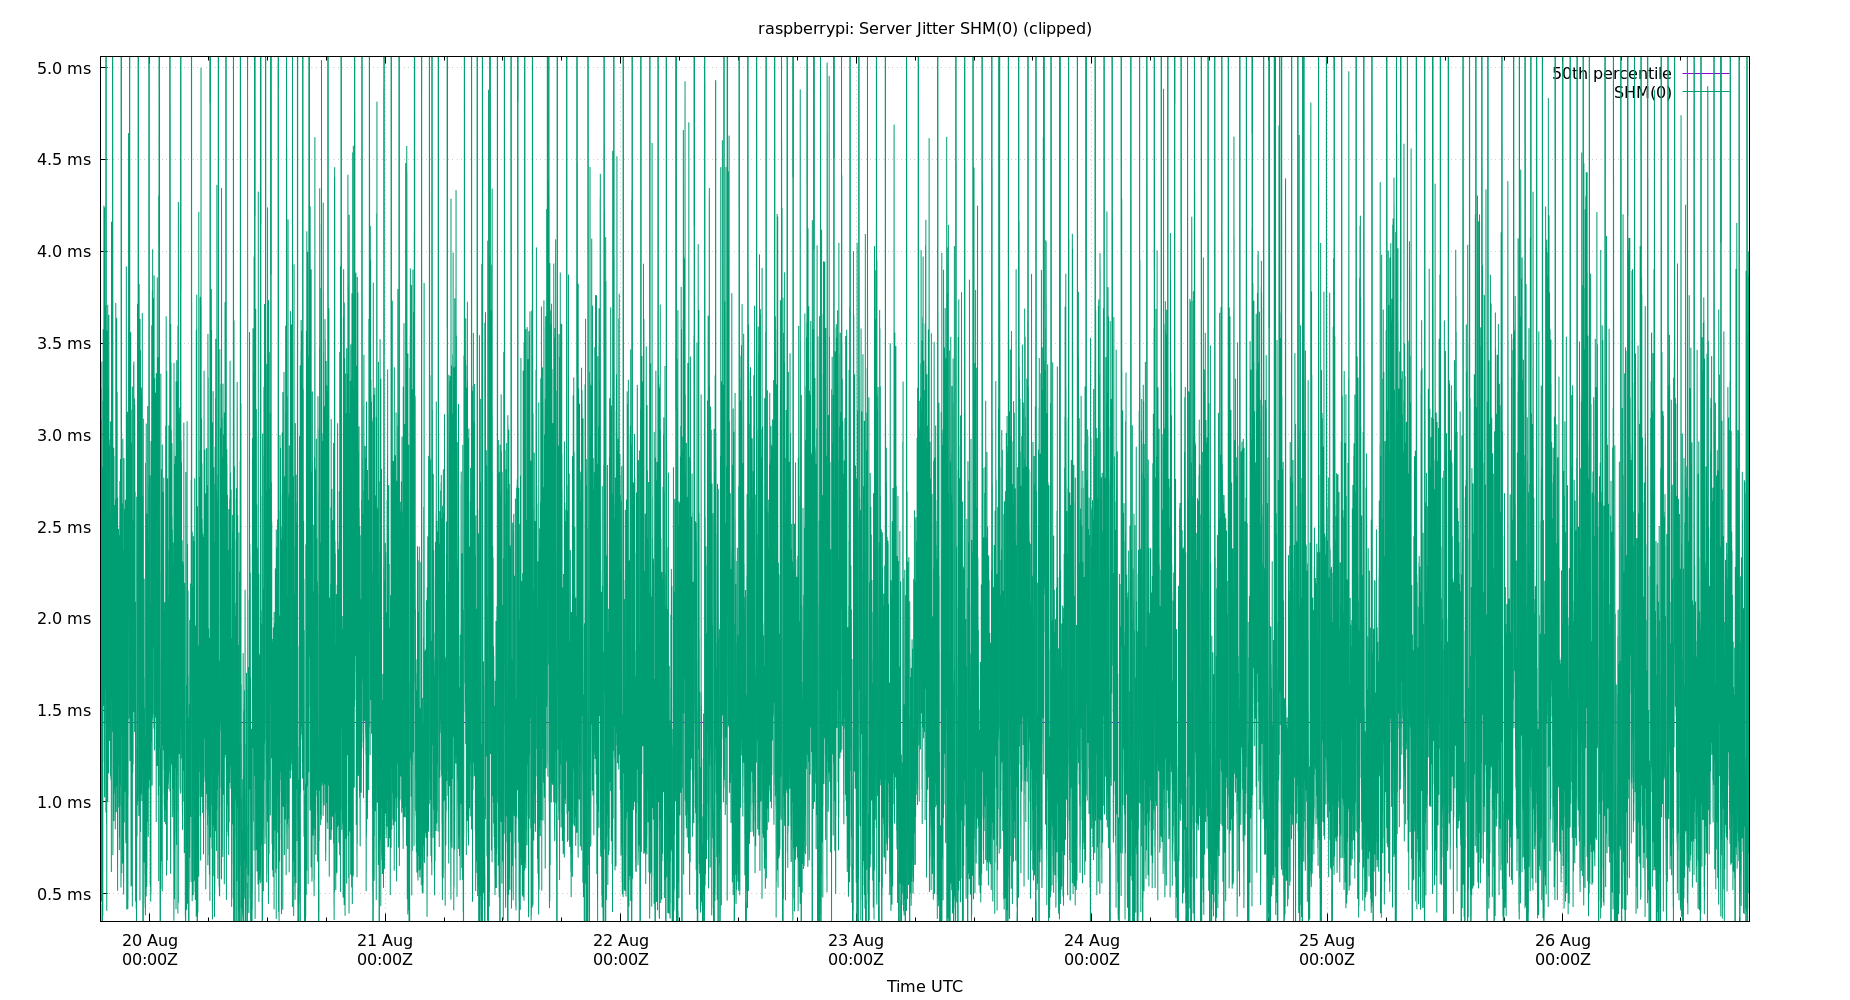 raspberrypi: Server Jitter SHM(0) (clipped)
5.0 ms
50th percentile
SHM(0)
4.5 ms
4.0 ms
3.5 ms
3.0 ms
2.5 ms
2.0 ms
1.5 ms
1.0 ms
0.5 ms
20 Aug 21 Aug 22 Aug 23 Aug 24 Aug 25 Aug 26 Aug
00:00Z 00:00Z 00:00Z 00:00Z 00:00Z 00:00Z 00:00Z
Time UTC